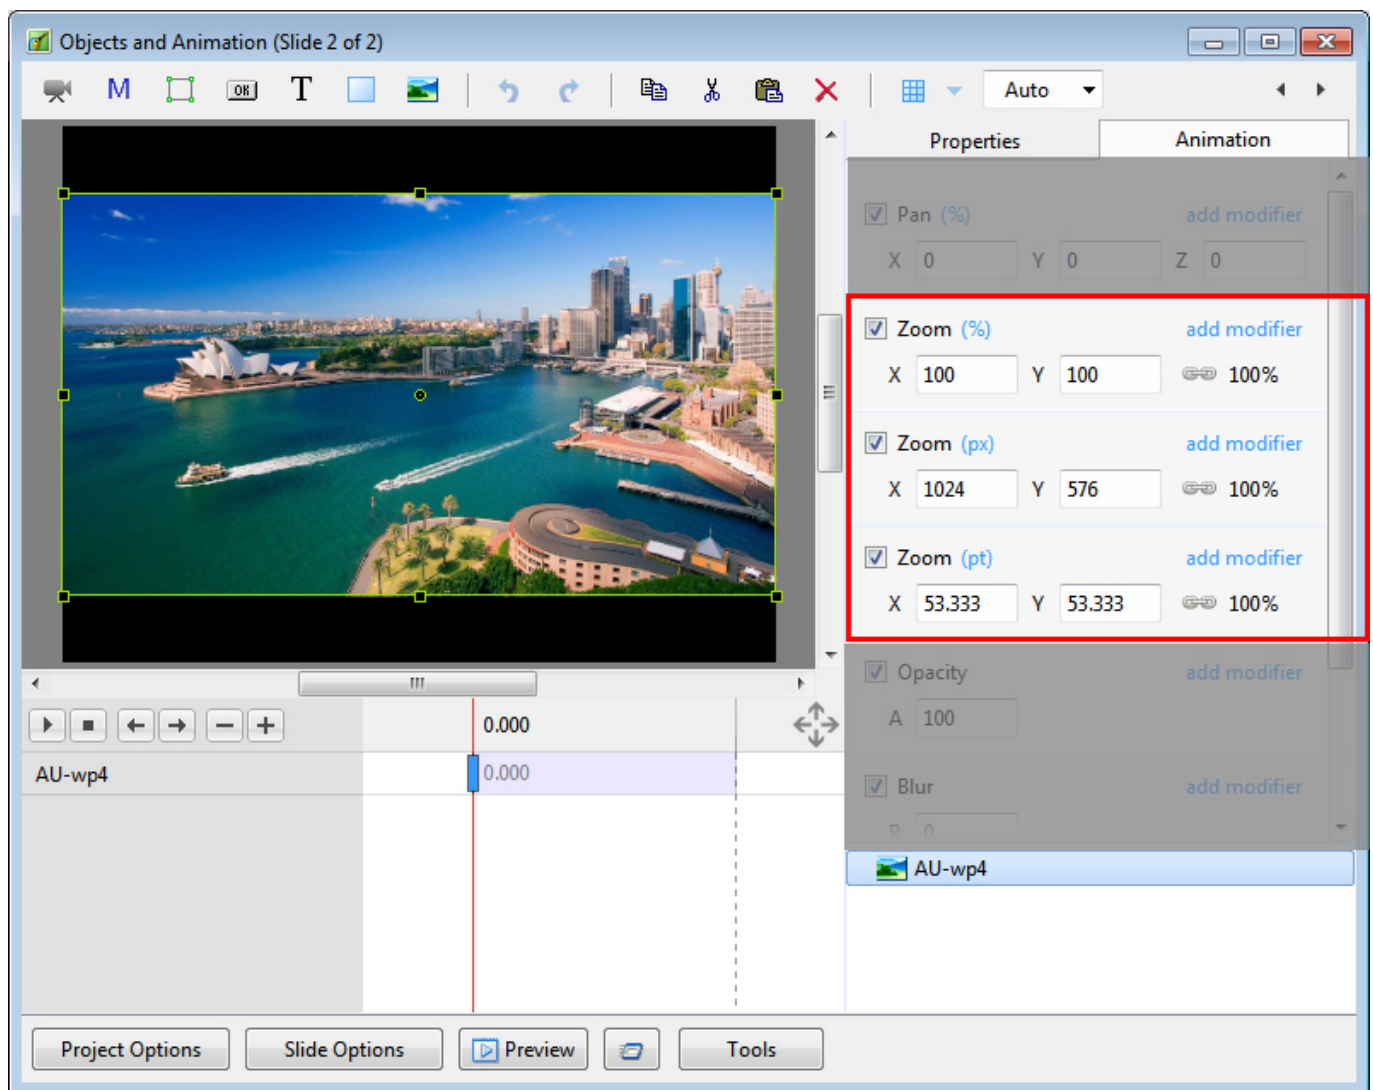 Objects and Animation (Slide 2 of 2)
M OK T Auto
Properties Animation
Pan (%) add modifier
X 0 Y 0 Z 0
Zoom (%) add modifier
X 100 Y 100 100%
Zoom (px) add modifier
X 1024 Y 576 100%
Zoom (pt) add modifier
X 53.333 Y 53.333 100%
Opacity add modifier
A 100
Blur add modifier
R 0
AU-wp4
0.000
AU-wp4 0.000
Project Options Slide Options Preview Tools